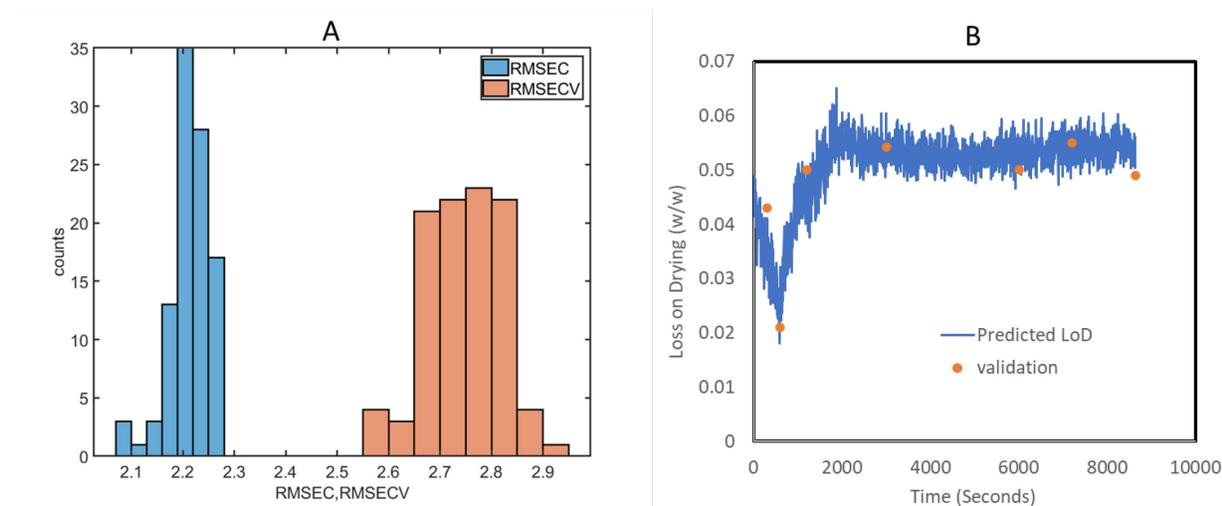 A
35
30
25
20
15
10
5
0
counts
2.1 2.2 2.3 2.4 2.5 2.6 2.7 2.8 2.9
RMSEC,RMSECV
RMSEC
RMSECV
B
0.07
0.06
0.05
0.04
0.03
0.02
0.01
0
Loss on Drying (w/w)
Predicted LoD
validation
0 2000 4000 6000 8000 10000
Time (Seconds)